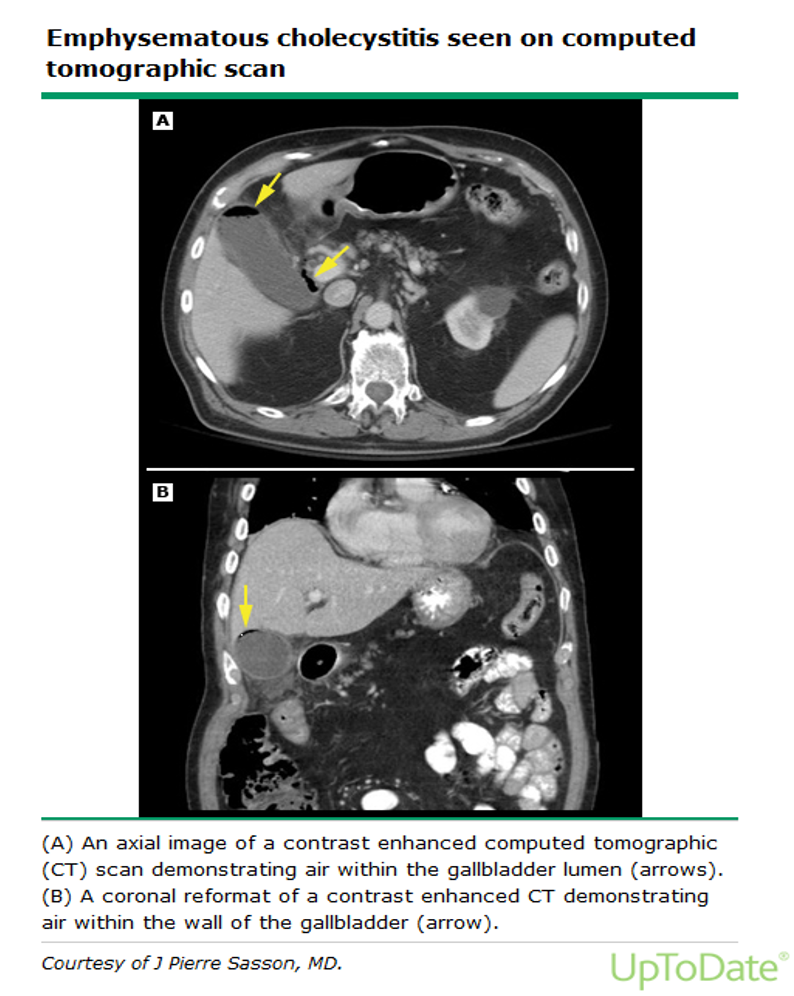 Emphysematous cholecystitis seen on computed
tomographic scan
A
B
(A) An axial image of a contrast enhanced computed tomographic
(CT) scan demonstrating air within the gallbladder lumen (arrows).
(B) A coronal reformat of a contrast enhanced CT demonstrating
air within the wall of the gallbladder (arrow).
Courtesy of J Pierre Sasson, MD.
UpToDate®